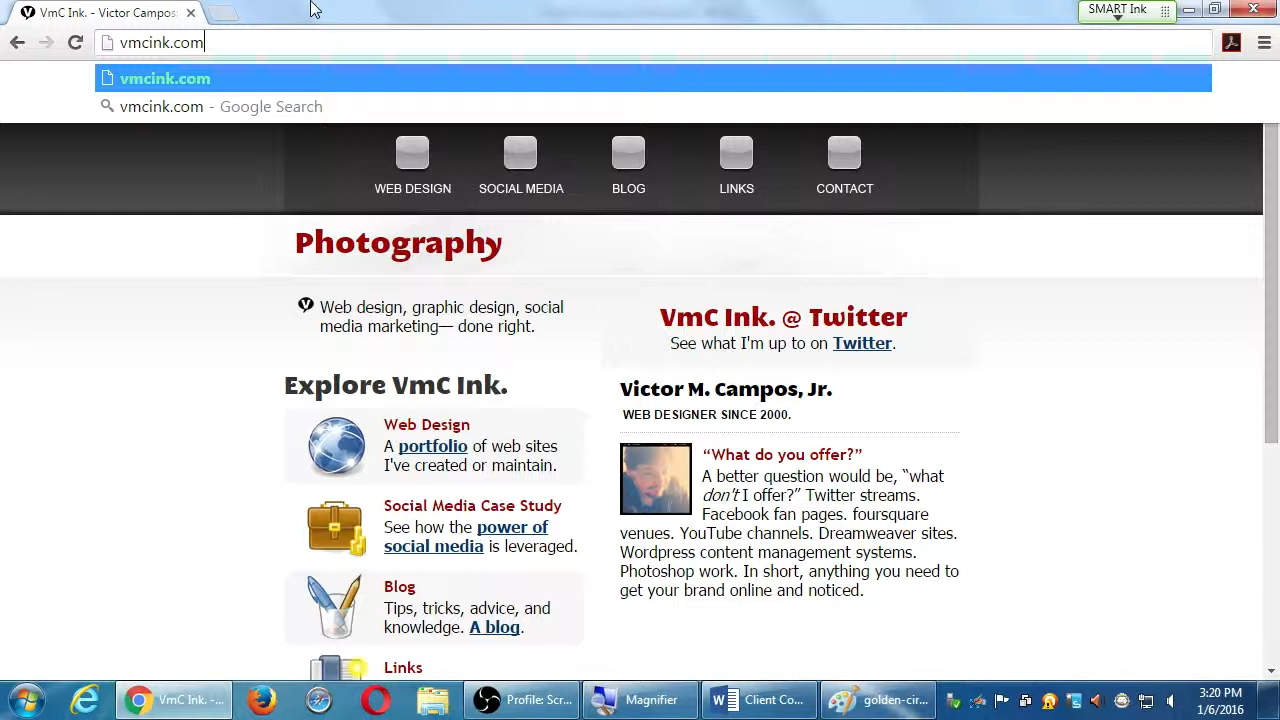 VmC Ink. - Victor Campos
SMART Ink
vmcink.com
vmcink.com
vmcink.com - Google Search
WEB DESIGN
SOCIAL MEDIA
BLOG
LINKS
CONTACT
Photography
Web design, graphic design, social
media marketing— done right.
VmC Ink. @ Twitter
See what I'm up to on Twitter.
Explore VmC Ink.
Victor M. Campos, Jr.
WEB DESIGNER SINCE 2000.
Web Design
A portfolio of web sites
I've created or maintain.
“What do you offer?”
A better question would be, “what
don't I offer?” Twitter streams.
Facebook fan pages. foursquare
venues. YouTube channels. Dreamweaver sites.
Wordpress content management systems.
Photoshop work. In short, anything you need to
get your brand online and noticed.
Social Media Case Study
See how the power of
social media is leveraged.
Blog
Tips, tricks, advice, and
knowledge. A blog.
Links
VmC Ink. -...
Profile: Scr...
Magnifier
Client Co...
golden-cir...
3:20 PM
1/6/2016